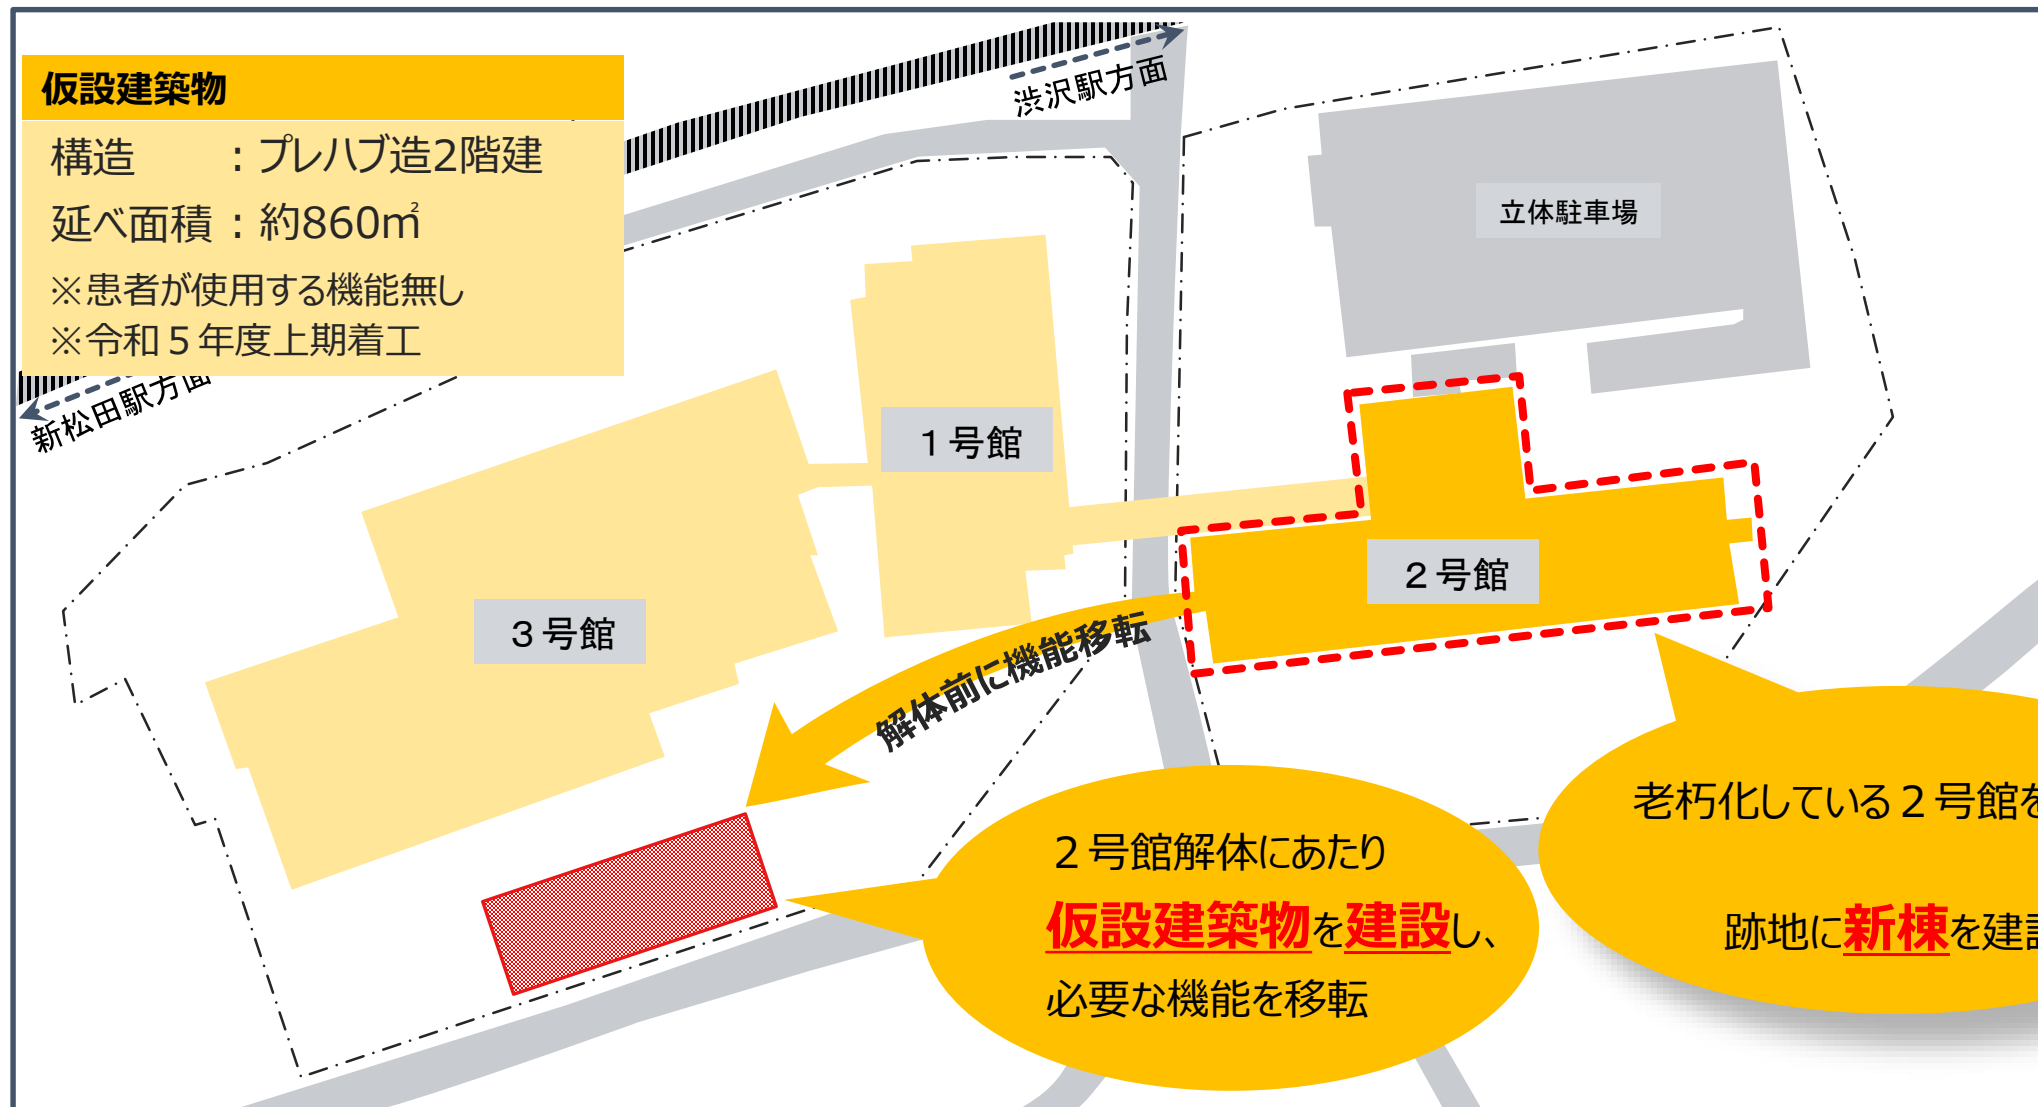 仮設建築物
構造　　　：プレハブ造2階建
延べ面積：約860㎡
※患者が使用する機能無し
※令和５年度上期着工
渋沢駅方面
新松田駅方面
立体駐車場
１号館
２号館
３号館
解体前に機能移転
２号館解体にあたり
仮設建築物を建設し、
必要な機能を移転
老朽化している２号館を
跡地に新棟を建設